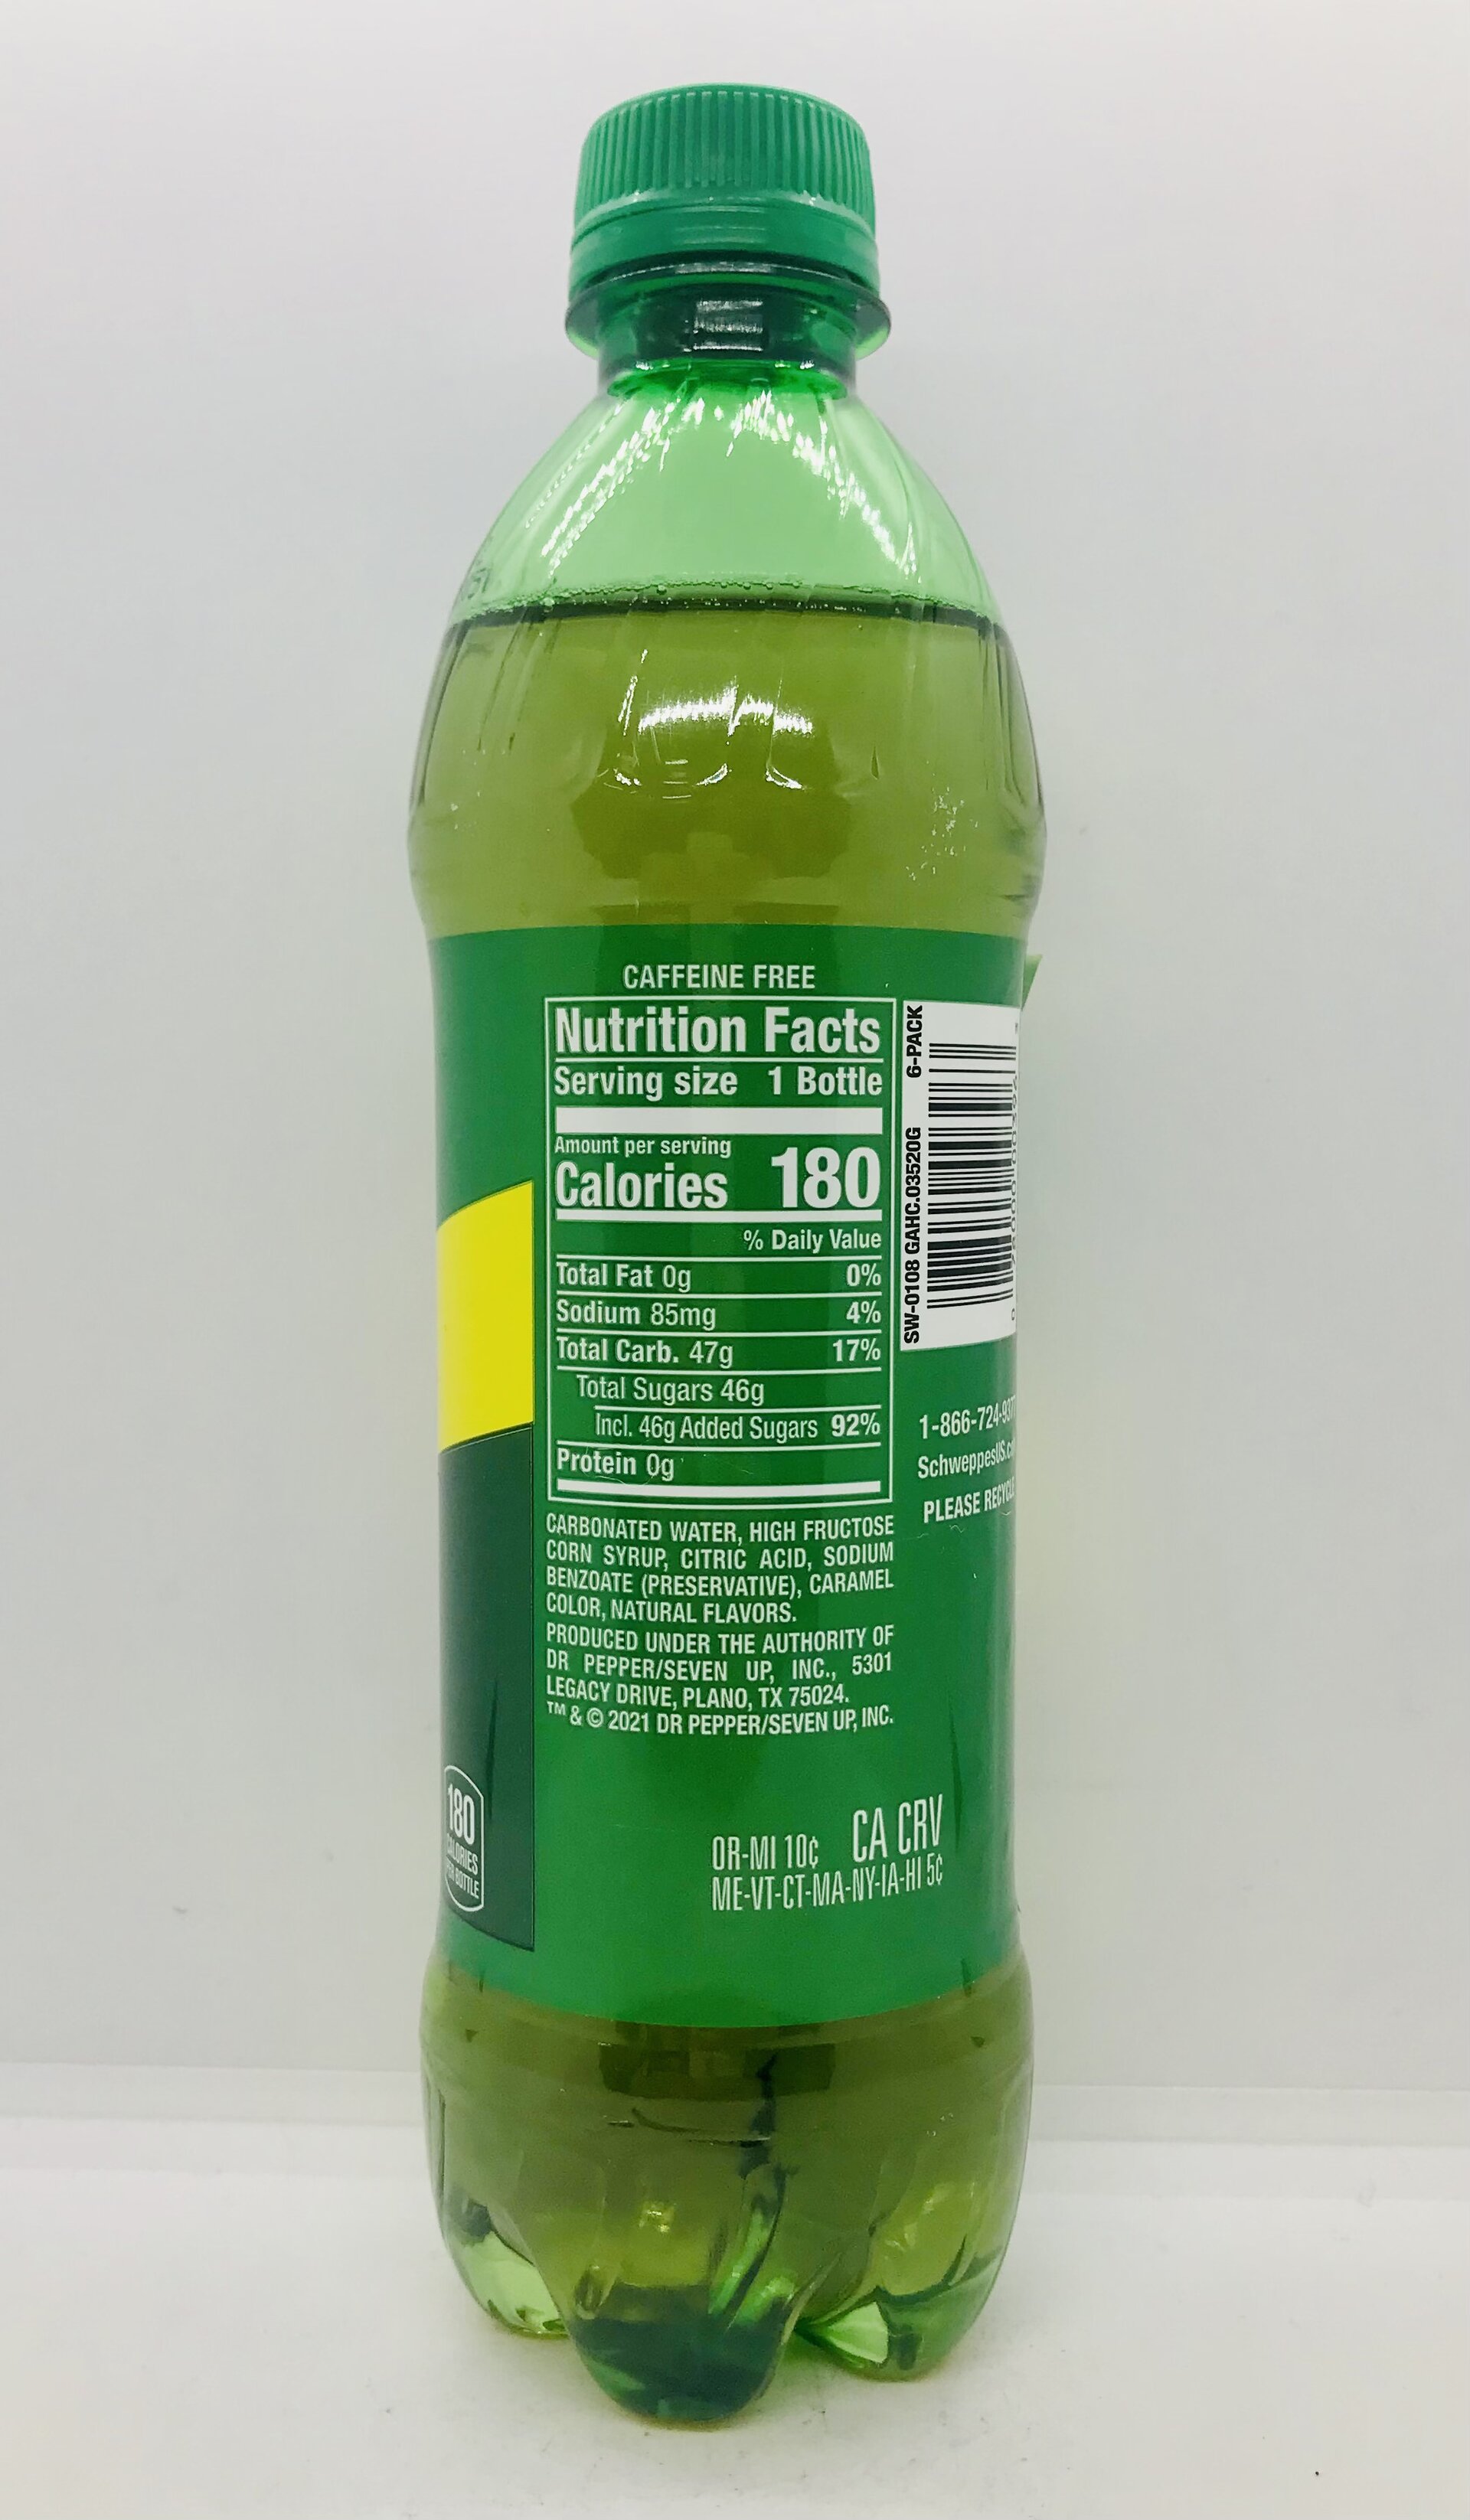 CAFFEINE FREE
Nutrition Facts
Serving size 1 Bottle
Amount per serving
Calories 180
% Daily Value
Total Fat 0g 0%
Sodium 85mg 4%
Total Carb. 47g 17%
Total Sugars 46g
Incl. 46g Added Sugars 92%
Protein 0g
CARBONATED WATER, HIGH FRUCTOSE
CORN SYRUP, CITRIC ACID, SODIUM
BENZOATE (PRESERVATIVE), CARAMEL
COLOR, NATURAL FLAVORS.
PRODUCED UNDER THE AUTHORITY OF
DR PEPPER/SEVEN UP, INC., 5301
LEGACY DRIVE, PLANO, TX 75024.
™ & © 2021 DR PEPPER/SEVEN UP, INC.
SW-0108 GAHC.03520G 6-PACK
1-866-724-937
SchweppesUS.c
PLEASE RECYCLE
180
CALORIES
PER BOTTLE
OR-MI 10¢ CA CRV
ME-VT-CT-MA-NY-IA-HI 5¢